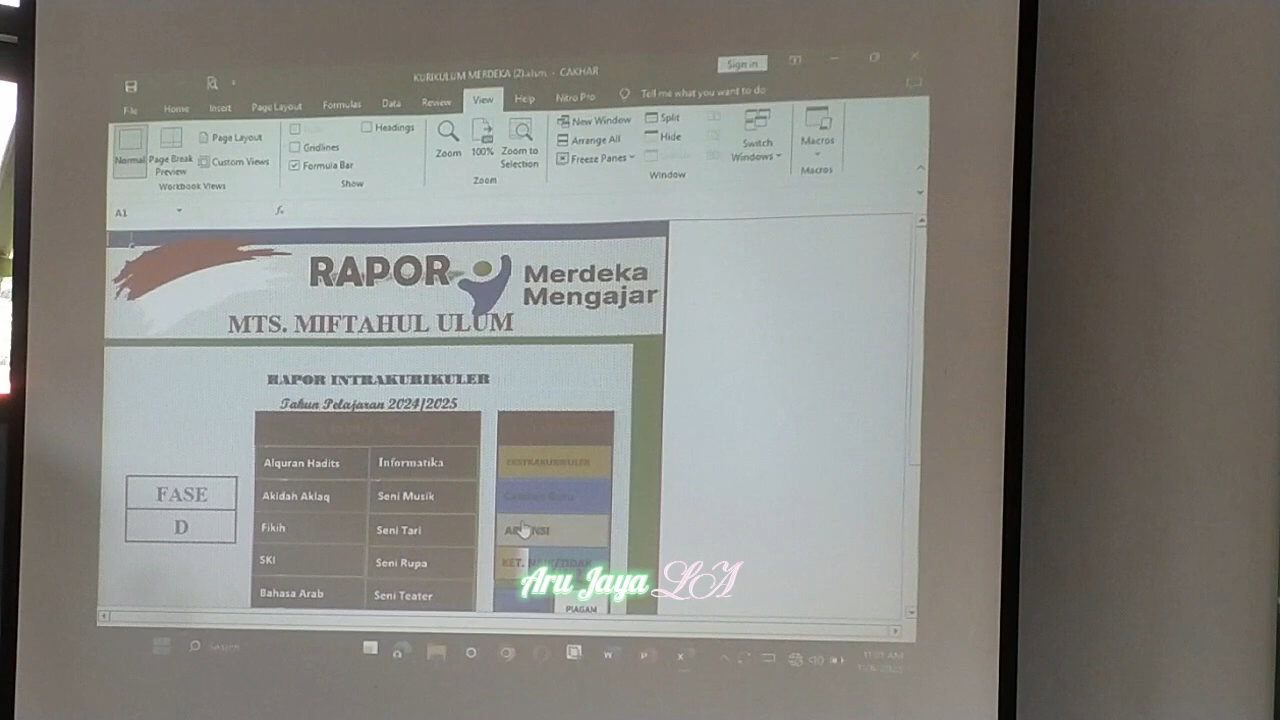 KURIKULUM MERDEKA (2).xlsm - CAKHAR
Sign in
File Home Insert Page Layout Formulas Data Review View Help Nitro Pro Tell me what you want to do
Normal
Page Break Preview
Page Layout
Custom Views
Workbook Views
Headings
Gridlines
Formula Bar
Show
Zoom
100%
Zoom to Selection
Zoom
New Window
Arrange All
Freeze Panes
Split
Hide
Switch Windows
Window
Macros
Macros
A1
fx
RAPOR
Merdeka
Mengajar
MTS. MIFTAHUL ULUM
RAPOR INTRAKURIKULER
Tahun Pelajaran 2024/2025
Alquran Hadits Informatika
EKSTRAKURIKULER
FASE
D
Akidah Aklaq Seni Musik
Fikih Seni Tari
SKI Seni Rupa
KET.
Bahasa Arab Seni Teater
PIAGAM
Aru Jaya LA
Search
11:01 AM